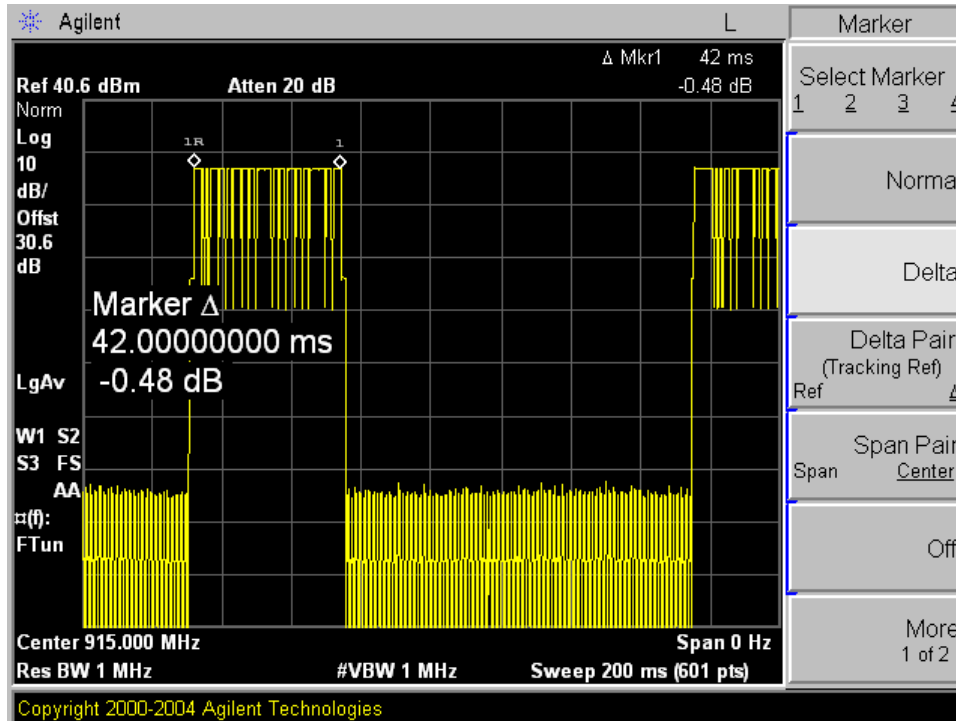 Agilent L Marker
Δ Mkr1 42 ms
Ref 40.6 dBm Atten 20 dB -0.48 dB
Norm
Log
10
dB/
Offset
30.6
dB
1R 1
Marker Δ
42.00000000 ms
-0.48 dB
LgAv
W1 S2
S3 FS
AA
¤(f):
FTun
Center 915.000 MHz Span 0 Hz
Res BW 1 MHz #VBW 1 MHz Sweep 200 ms (601 pts)
Copyright 2000-2004 Agilent Technologies
Select Marker
1 2 3 4
Norma
Delta
Delta Pair
(Tracking Ref)
Ref Δ
Span Pair
Span Center
Off
More
1 of 2